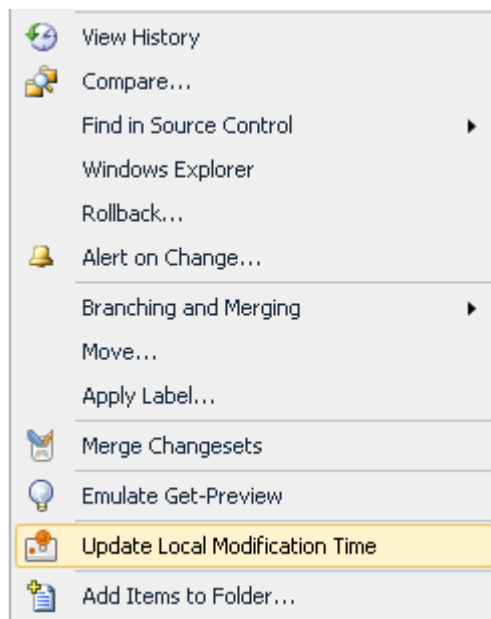 View History
Compare...
Find in Source Control
Windows Explorer
Rollback...
Alert on Change...
Branching and Merging
Move...
Apply Label...
Merge Changesets
Emulate Get-Preview
Update Local Modification Time
Add Items to Folder...